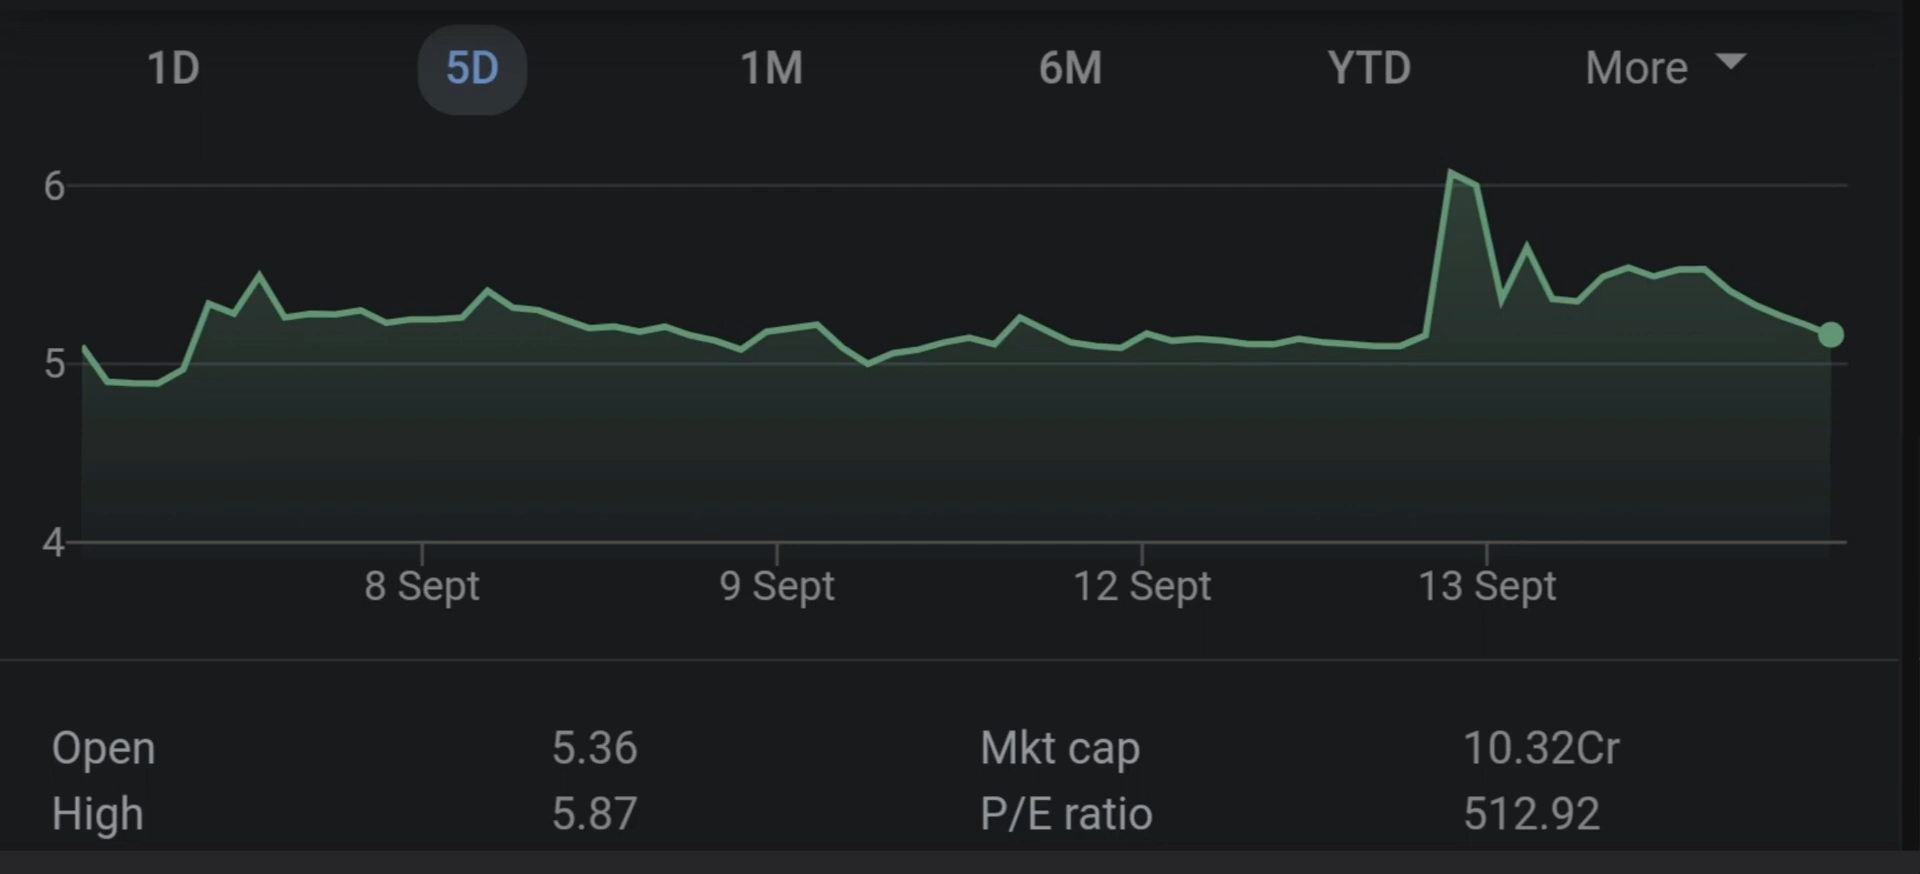 1D 5D 1M 6M YTD More
6
5
4
8 Sept 9 Sept 12 Sept 13 Sept
Open 5.36 Mkt cap 10.32Cr
High 5.87 P/E ratio 512.92